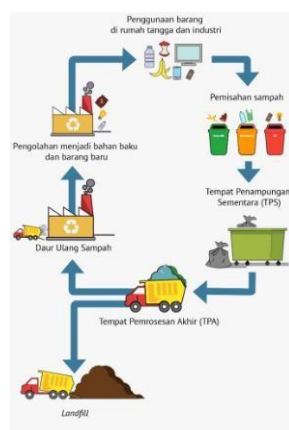 Penggunaan barang
di rumah tangga dan industri
Pemisahan sampah
Pengolahan menjadi bahan baku
dan barang baru
Tempat Penampungan
Sementara (TPS)
Daur Ulang Sampah
Tempat Pemrosesan Akhir (TPA)
Landfill